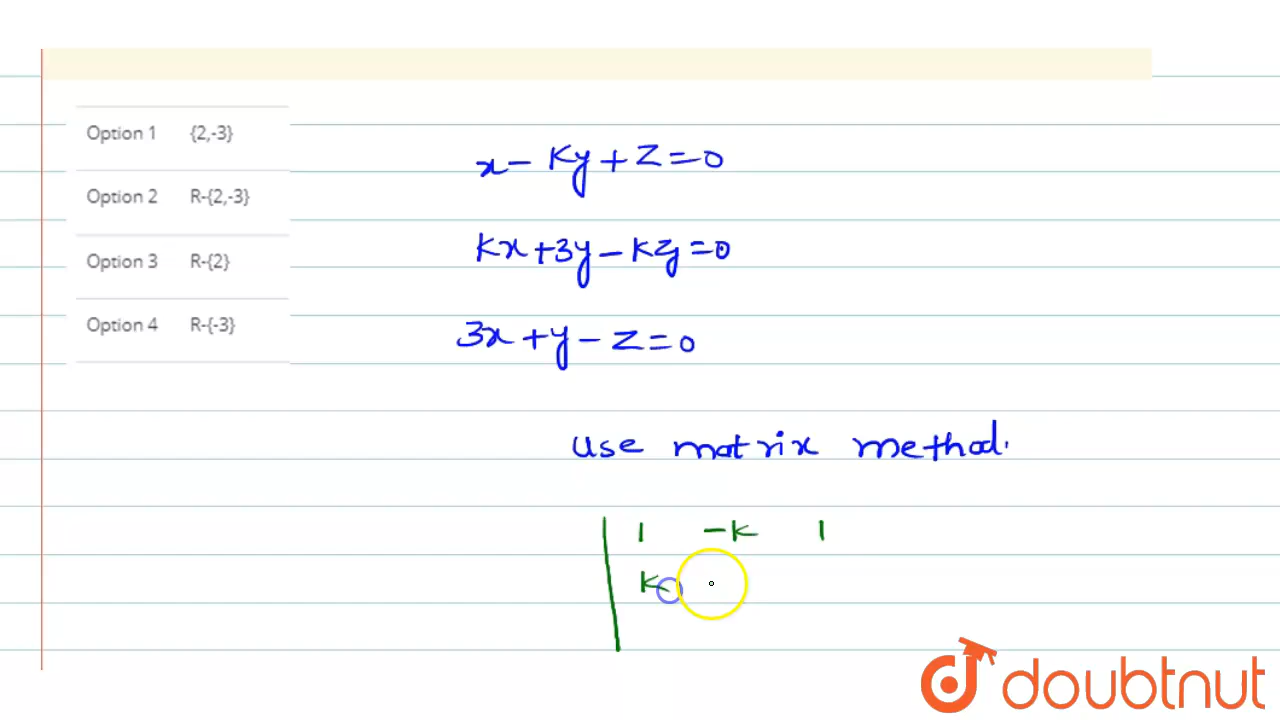 Option 1 {2,-3}
Option 2 R-{2,-3}
Option 3 R-{2}
Option 4 R-{-3}
x - Ky + z = 0
Kx + 3y - Kz = 0
3x + y - z = 0
Use matrix method.
1 -K 1
K
doubtnut